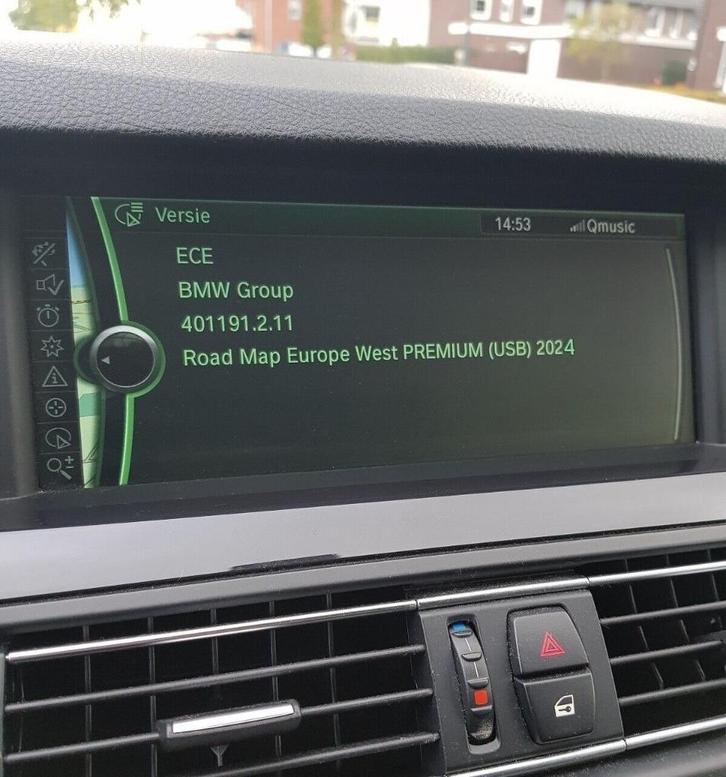 Versie
14:53 Qmusic
ECE
BMW Group
401191.2.11
Road Map Europe West PREMIUM (USB) 2024